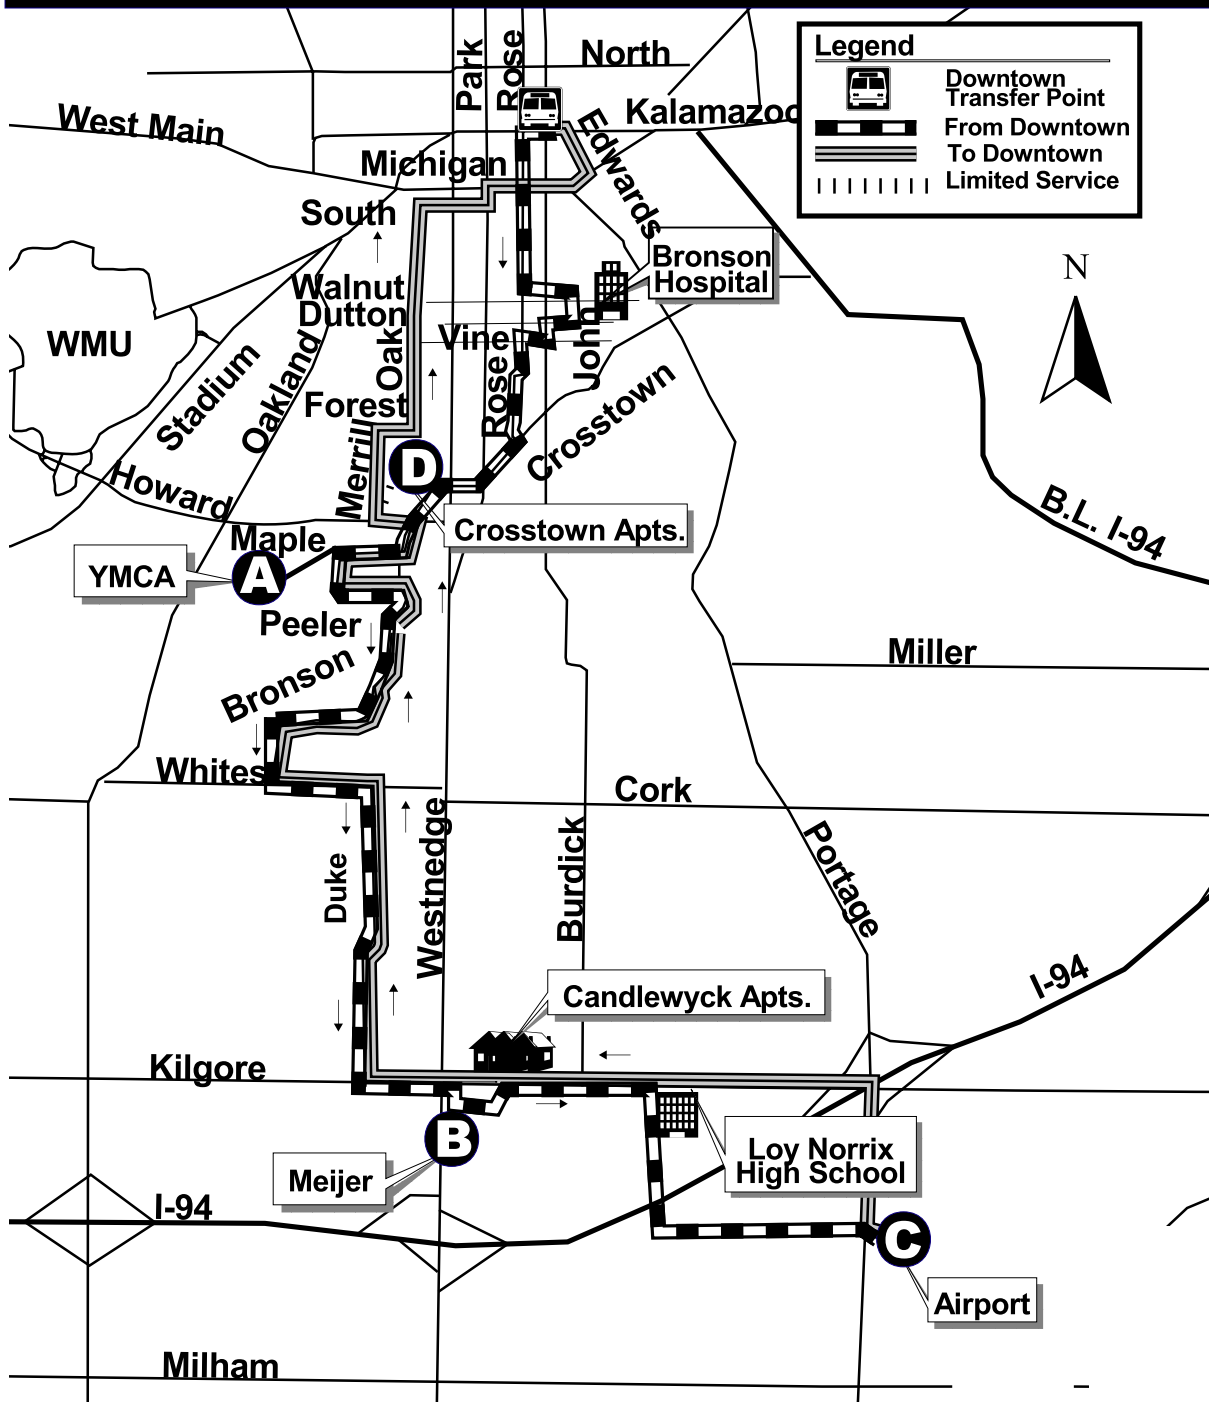 Park
Rose
North
Legend
Downtown
Transfer Point
From Downtown
To Downtown
Limited Service
Kalamazoo
West Main
Edwards
Michigan
South
Bronson
Hospital
N
Walnut
Dutton
WMU
Vine
John
Oak
Rose
Stadium
Oakland
Forest
Crosstown
Merrill
D
Howard
B.L. I-94
Crosstown Apts.
Maple
YMCA
A
Peeler
Miller
Bronson
Whites
Cork
Duke
Westnedge
Burdick
Portage
I-94
Candlewyck Apts.
Kilgore
B
Loy Norrix
High School
Meijer
I-94
C
Airport
Milham